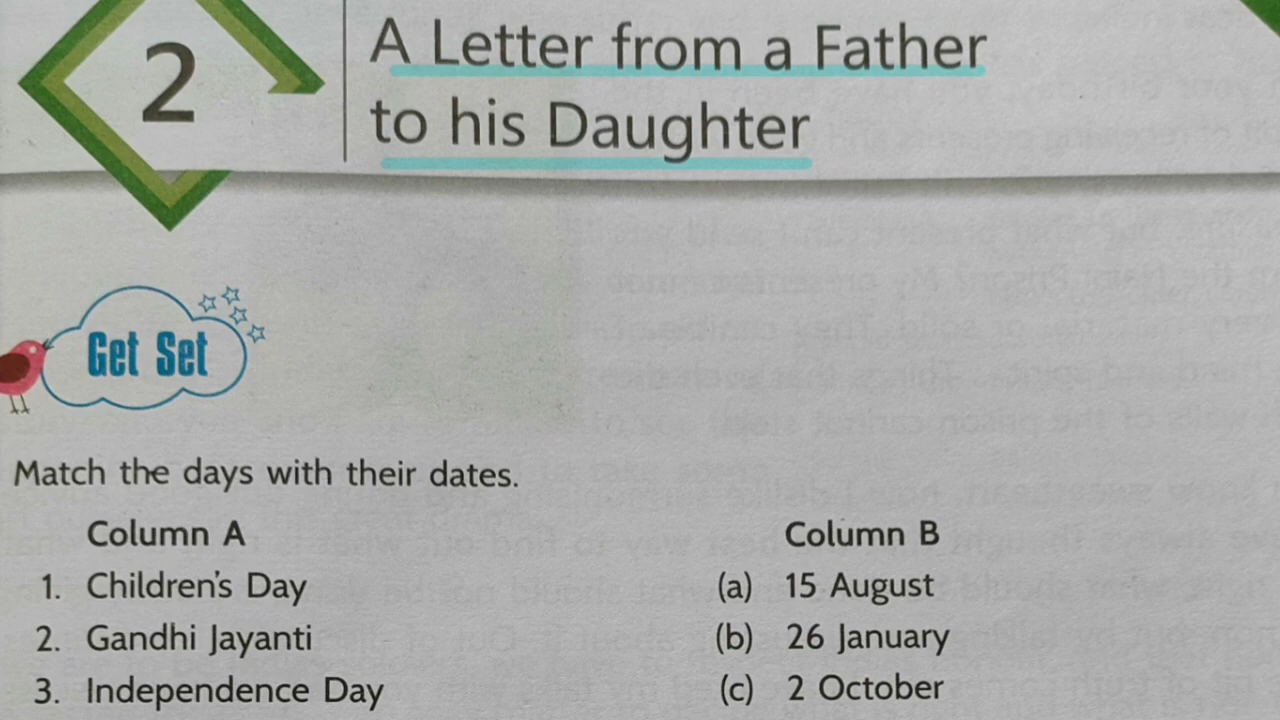 2
A Letter from a Father
to his Daughter
Get Set
Match the days with their dates.
Column A Column B
1. Children's Day (a) 15 August
2. Gandhi Jayanti (b) 26 January
3. Independence Day (c) 2 October